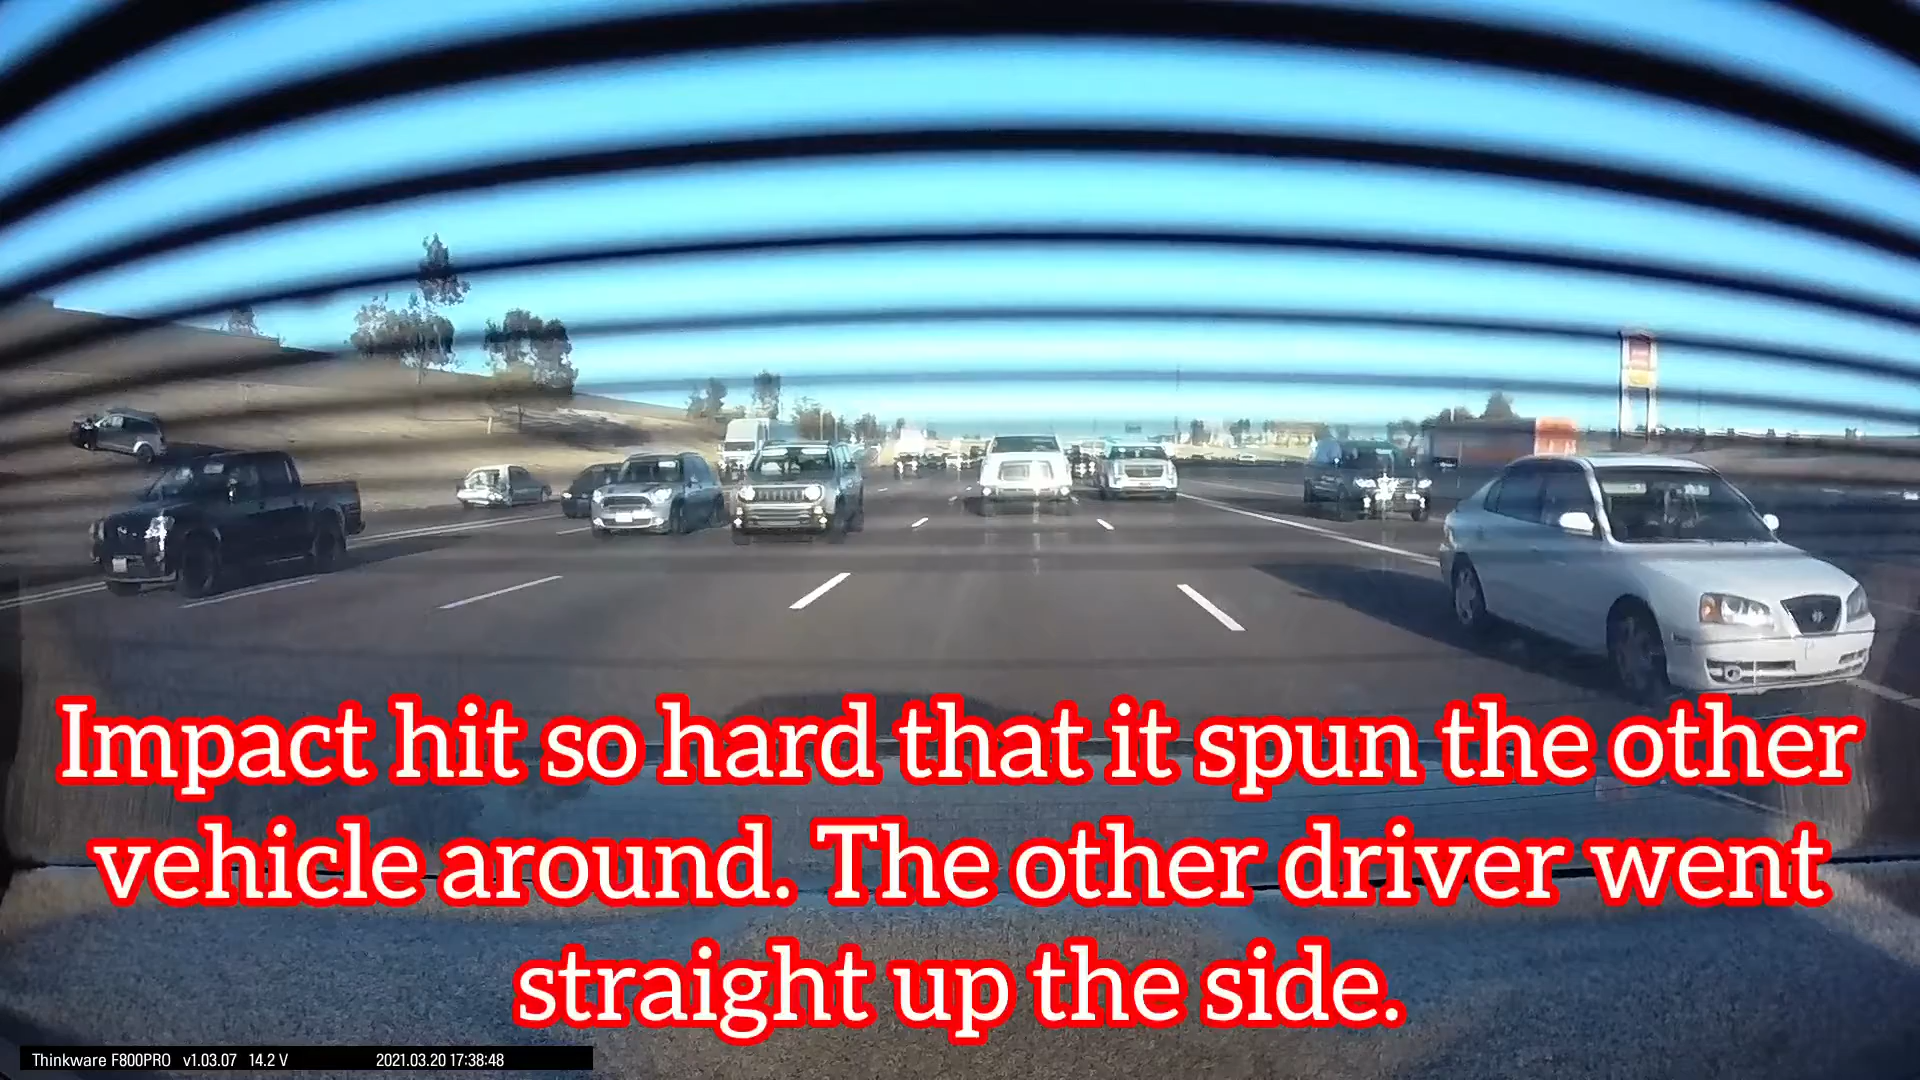 Impact hit so hard that it spun the other
vehicle around. The other driver went
straight up the side.
Thinkware F800PRO v1.03.07 14.2 V 2021.03.20 17:38:48